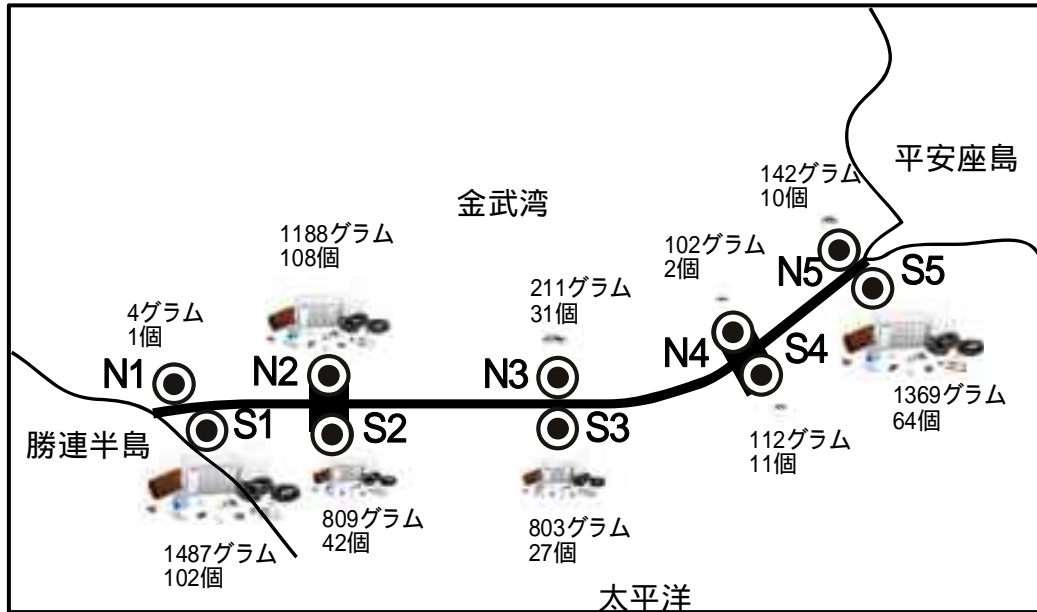 平安座島
142グラム
10個
金武湾
1188グラム
108個
102グラム
2個
N5
S5
4グラム
1個
211グラム
31個
N4
S4
N1
N2
N3
1369グラム
64個
S1
S2
S3
勝連半島
112グラム
11個
1487グラム
102個
809グラム
42個
803グラム
27個
太平洋